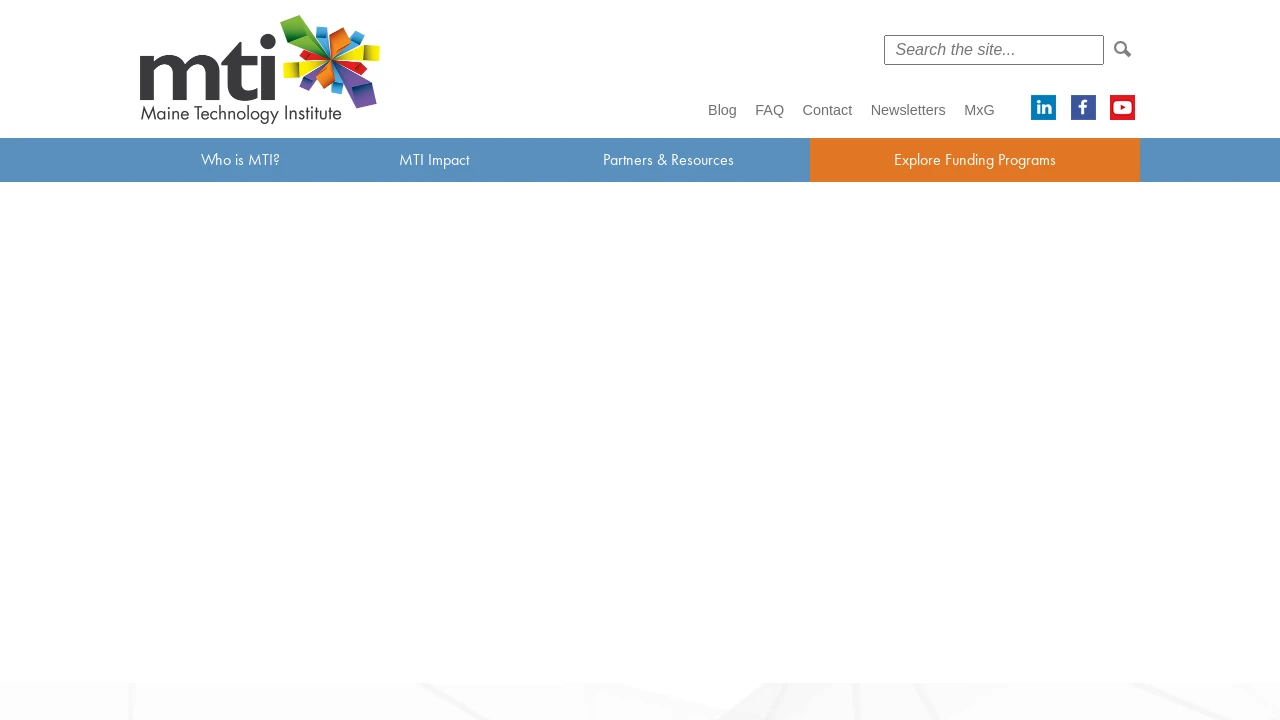 mti
Maine Technology Institute
Search the site...
Blog FAQ Contact Newsletters MxG
Who is MTI? MTI Impact Partners & Resources Explore Funding Programs